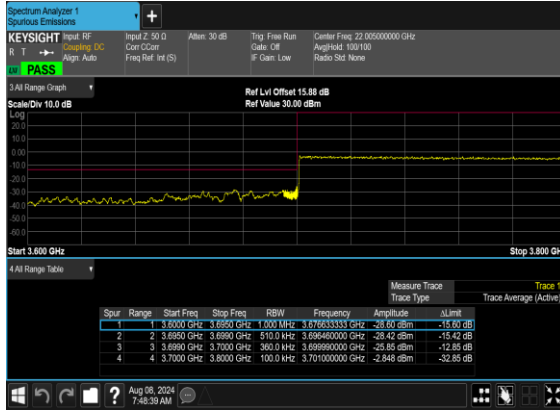 Spectrum Analyzer 1
Spurious Emissions
+
KEYSIGHT Input: RF Input Z: 50 Ω Atten: 30 dB Trig: Free Run Center Freq: 22.005000000 GHz
R T Coupling: DC Corr CCorr Gate: Off Avg|Hold: 100/100
Align: Auto Freq Ref: Int (S) IF Gain: Low Radio Std: None
PASS
3 All Range Graph
Ref Lvl Offset 15.88 dB
Scale/Div 10.0 dB Ref Value 30.00 dBm
Log
20.0
10.0
0.00
-10.0
-20.0
-30.0
-40.0
-50.0
-60.0
Start 3.600 GHz Stop 3.800 GH
4 All Range Table
Measure Trace Trace 1
Trace Type Trace Average (Active)
Spur Range Start Freq Stop Freq RBW Frequency Amplitude ΔLimit
1 1 3.6000 GHz 3.6950 GHz 1.000 MHz 3.676633333 GHz -28.60 dBm -15.60 dB
2 2 3.6950 GHz 3.6990 GHz 510.0 kHz 3.696460000 GHz -28.42 dBm -15.42 dB
3 3 3.6990 GHz 3.7000 GHz 360.0 kHz 3.699990000 GHz -25.85 dBm -12.85 dB
4 4 3.7000 GHz 3.8000 GHz 100.0 kHz 3.701000000 GHz -2.848 dBm -32.85 dB
?
Aug 08, 2024
7:48:39 AM